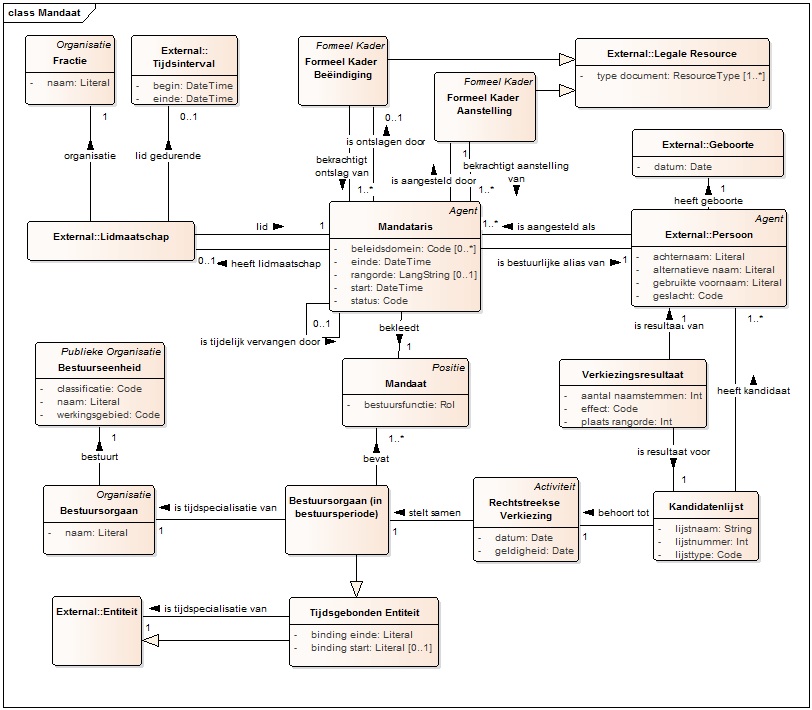 class Mandaat
Organisatie
Fractie
- naam: Literal
External::
Tijdsinterval
- begin: DateTime
- einde: DateTime
Formeel Kader
Formeel Kader
Beëindiging
Formeel Kader
Formeel Kader
Aanstelling
External::Legale Resource
- type document: ResourceType [1..*]
External::Geboorte
- datum: Date
1
0..1
organisatie
lid gedurende
0..1
is ontslagen door
bekrachtigt
ontslag van
1..*
1
is aangesteld door
bekrachtigt aanstelling
van
1..*
1
heeft geboorte
External::Lidmaatschap
lid
1
0..1
heeft lidmaatschap
Agent
Mandataris
- beleidsdomein: Code [0..*]
- einde: DateTime
- rangorde: LangString [0..1]
- start: DateTime
- status: Code
1..*
is aangesteld als
is bestuurlijke alias van
1
Agent
External::Persoon
- achternaam: Literal
- alternatieve naam: Literal
- gebruikte voornaam: Literal
- geslacht: Code
0..1
is tijdelijk vervangen door
bekleedt
1
1
is resultaat van
1..*
heeft kandidaat
Publieke Organisatie
Bestuurseenheid
- classificatie: Code
- naam: Literal
- werkingsgebied: Code
Positie
Mandaat
- bestuursfunctie: Rol
Verkiezingsresultaat
- aantal naamstemmen: Int
- effect: Code
- plaats rangorde: Int
1
bestuurt
1..*
bevat
is resultaat voor
1
Organisatie
Bestuursorgaan
- naam: Literal
is tijdspecialisatie van
1
Bestuursorgaan (in
bestuursperiode)
stelt samen
1
Activiteit
Rechtstreekse
Verkiezing
- datum: Date
- geldigheid: Date
behoort tot
1
Kandidatenlijst
- lijstnaam: String
- lijstnummer: Int
- lijsttype: Code
External::Entiteit
is tijdspecialisatie van
1
Tijdsgebonden Entiteit
- binding einde: Literal
- binding start: Literal [0..1]